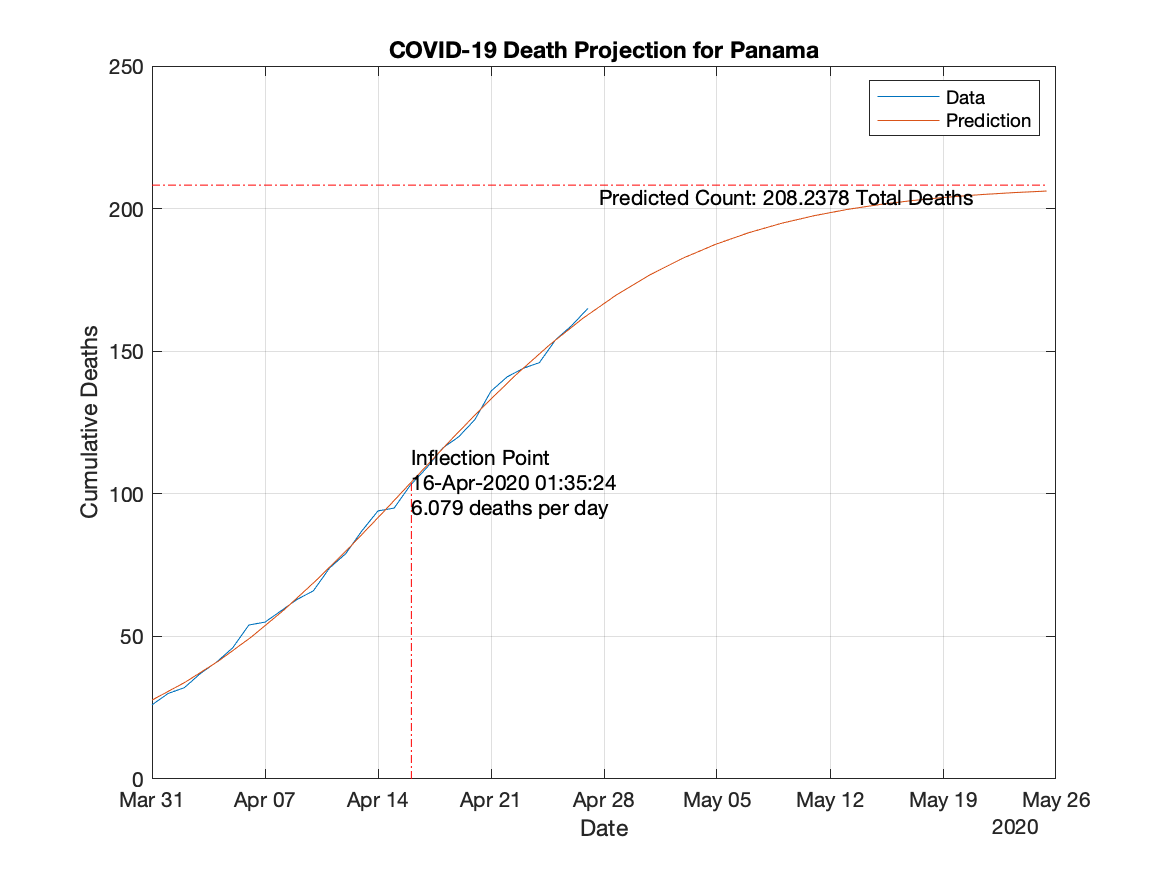 COVID-19 Death Projection for Panama
250
200
150
100
50
0
Cumulative Deaths
Data
Prediction
Predicted Count: 208.2378 Total Deaths
Inflection Point
16-Apr-2020 01:35:24
6.079 deaths per day
Mar 31 Apr 07 Apr 14 Apr 21 Apr 28 May 05 May 12 May 19 May 26
Date
2020